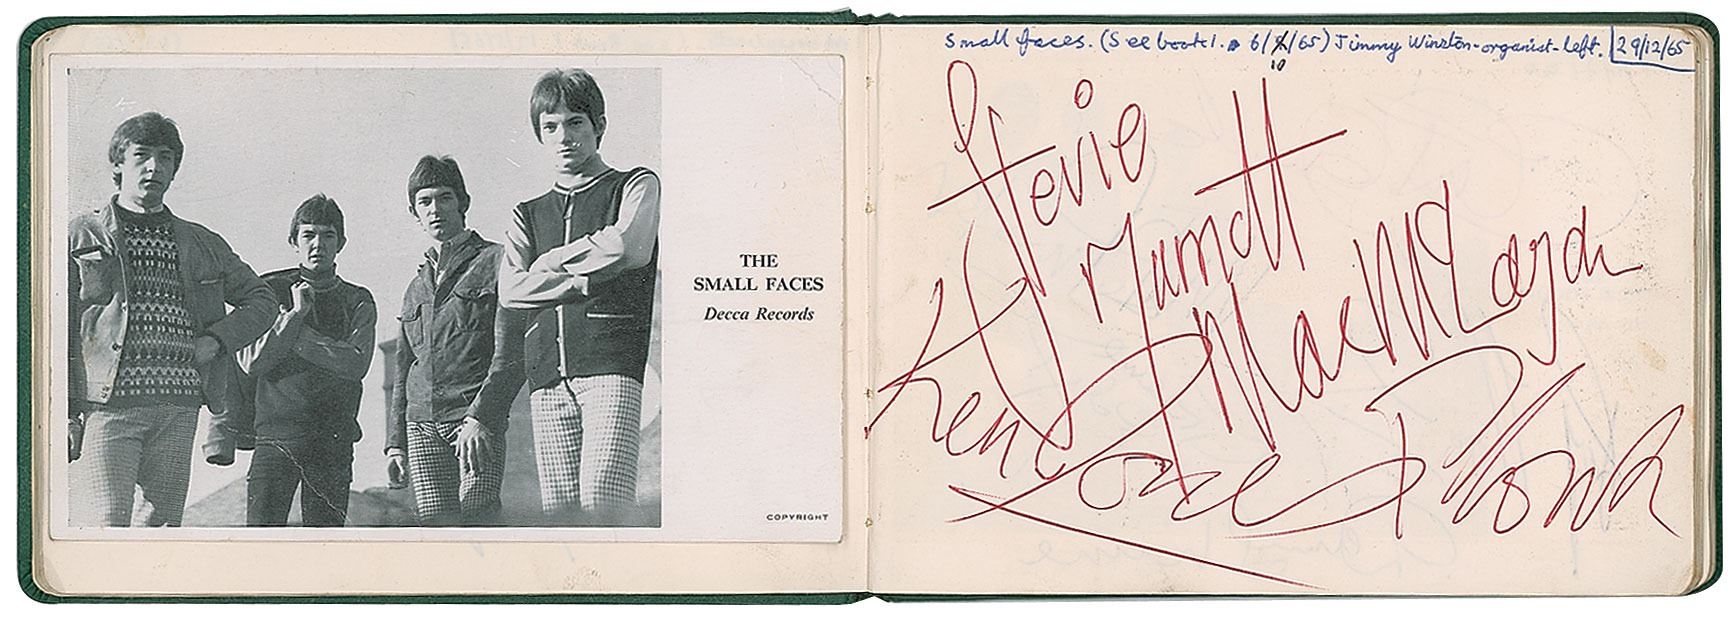 THE
SMALL FACES
Decca Records
COPYRIGHT
Small faces. (See book 1. 6/10/65) Jimmy Winston-organist-Left. 29/12/65
Stevie
Marriott
Mac McLagan
Ken Jones
Plonk